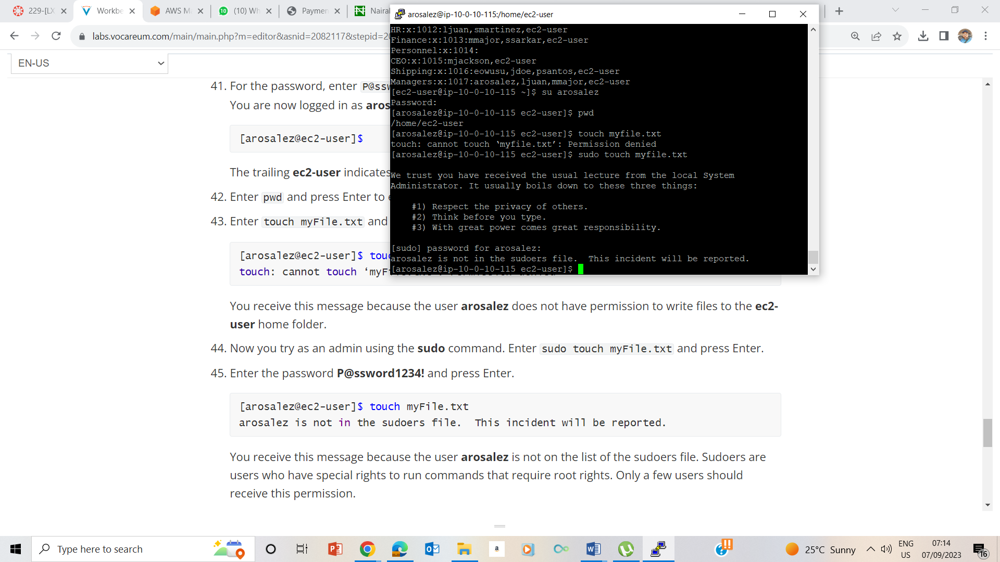 229-[LX
Workbe
AWS M
(10) Wh
Paymen
Naira
arosalez@ip-10-0-10-115:/home/ec2-user
labs.vocareum.com/main/main.php?m=editor&asnid=2082117&stepid=20
EN-US
HR:x:1012:ljuan,smartinez,ec2-user
Finance:x:1013:mmajor,ssarkar,ec2-user
Personnel:x:1014:
CEO:x:1015:mjackson,ec2-user
Shipping:x:1016:eowusu,jdoe,psantos,ec2-user
Managers:x:1017:arosalez,ljuan,mmajor,ec2-user
[ec2-user@ip-10-0-10-115 ~]$ su arosalez
Password:
[arosalez@ip-10-0-10-115 ec2-user]$ pwd
/home/ec2-user
[arosalez@ip-10-0-10-115 ec2-user]$ touch myfile.txt
touch: cannot touch ‘myfile.txt’: Permission denied
[arosalez@ip-10-0-10-115 ec2-user]$ sudo touch myfile.txt
We trust you have received the usual lecture from the local System
Administrator. It usually boils down to these three things:
#1) Respect the privacy of others.
#2) Think before you type.
#3) With great power comes great responsibility.
[sudo] password for arosalez:
arosalez is not in the sudoers file.  This incident will be reported.
[arosalez@ip-10-0-10-115 ec2-user]$
41. For the password, enter P@ssw
You are now logged in as aros
[arosalez@ec2-user]$
The trailing ec2-user indicates
42. Enter pwd and press Enter to
43. Enter touch myFile.txt and
[arosalez@ec2-user]$ touc
touch: cannot touch ‘myF
You receive this message because the user arosalez does not have permission to write files to the ec2-
user home folder.
44. Now you try as an admin using the sudo command. Enter sudo touch myFile.txt and press Enter.
45. Enter the password P@ssword1234! and press Enter.
[arosalez@ec2-user]$ touch myFile.txt
arosalez is not in the sudoers file.  This incident will be reported.
You receive this message because the user arosalez is not on the list of the sudoers file. Sudoers are
users who have special rights to run commands that require root rights. Only a few users should
receive this permission.
Type here to search
a
25°C Sunny
ENG
US
07:14
07/09/2023
16